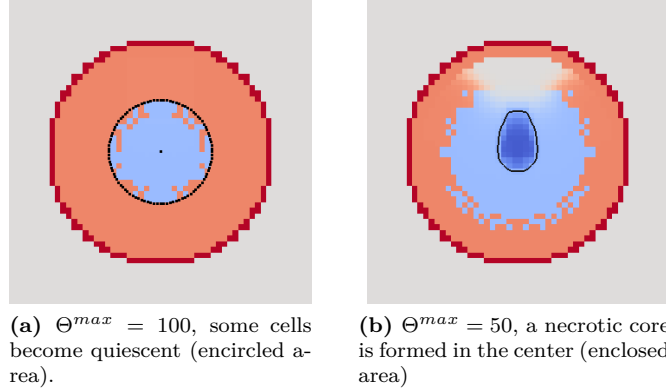 (a) Θ^max = 100, some cells
become quiescent (encircled a-
rea).
(b) Θ^max = 50, a necrotic core
is formed in the center (enclosed
area)